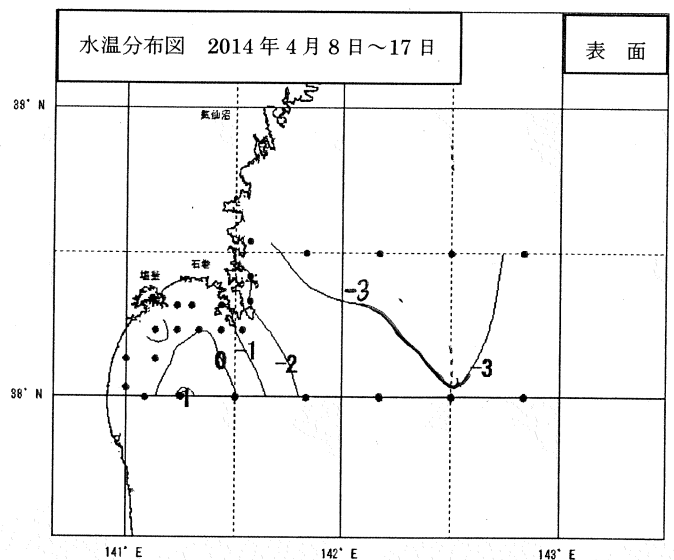 水温分布図 2014年4月8日～17日
表 面
39° N
気仙沼
石巻
塩釜
-3
0
-1
-2
-3
38° N
1
141° E
142° E
143° E